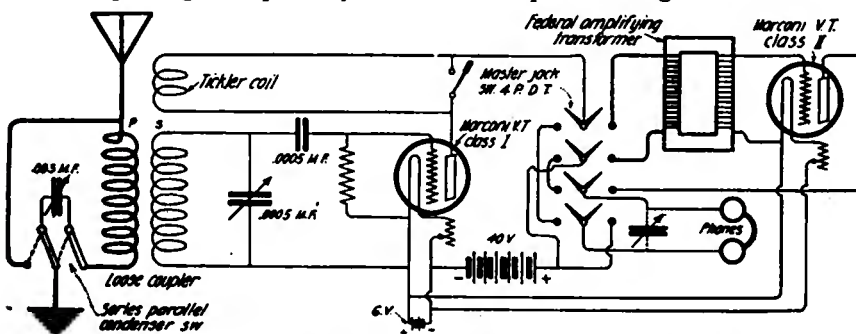 Federal amplifying
transformer
Marconi V.T.
class II
Tickler coil
Master jack
SW. 4 P. D T.
P
S
.0005 M.F.
Marconi V.T
class I
.0005 M.F.
40 V
- +
Phones
Loose coupler
Series parallel
condenser sw
6 V.
+ -